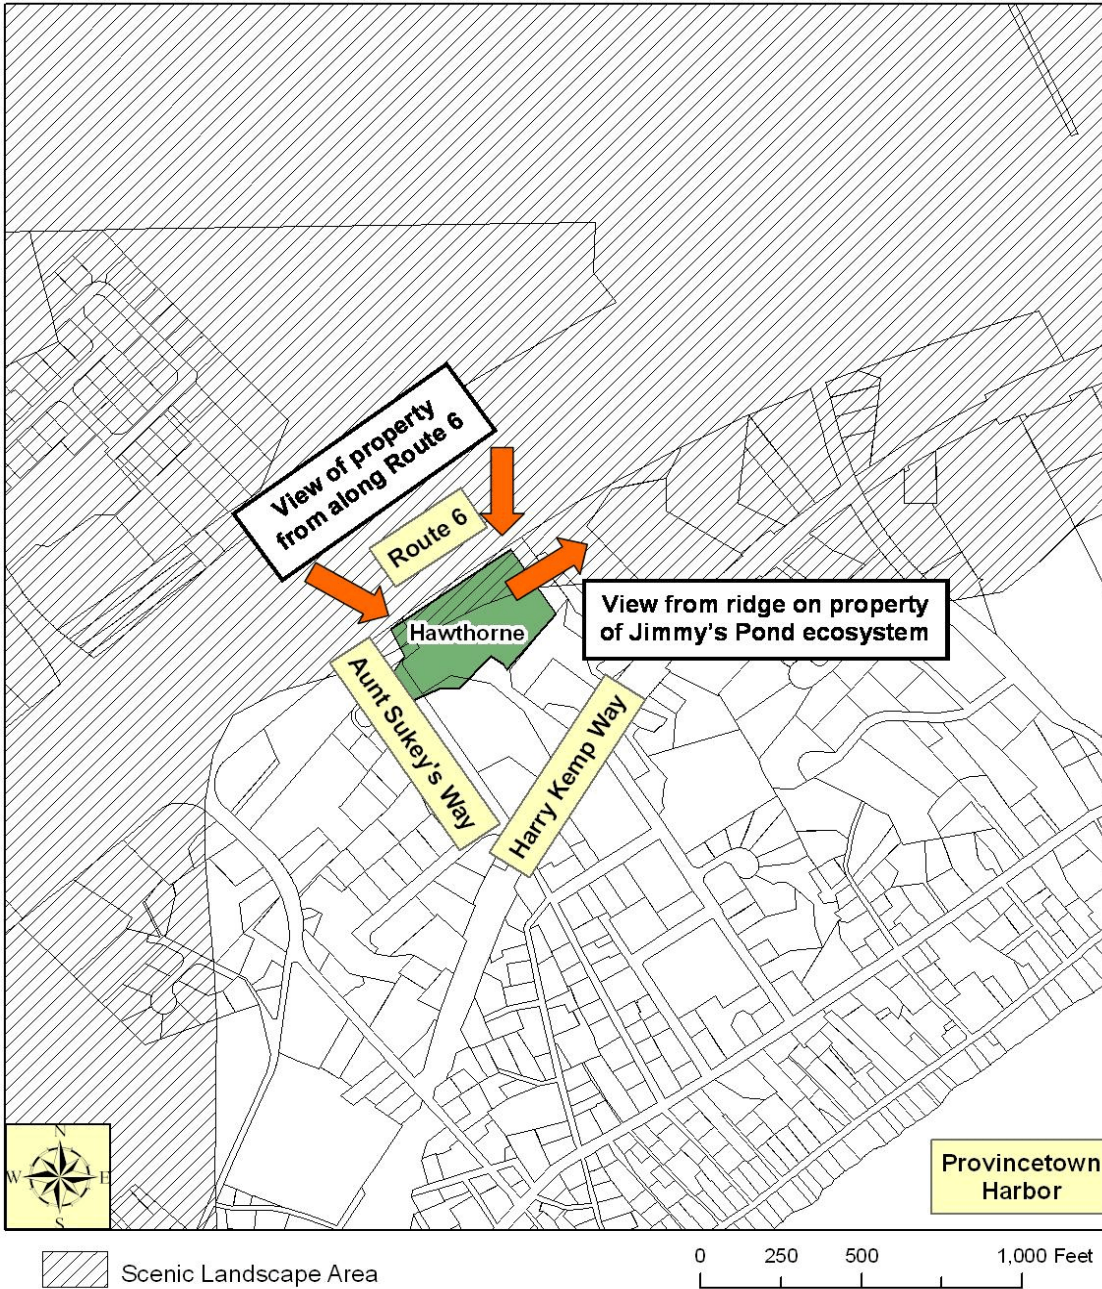 View of property
from along Route 6
Route 6
Hawthorne
View from ridge on property
of Jimmy's Pond ecosystem
Aunt Sukey's Way
Harry Kemp Way
N
W
E
S
Provincetown
Harbor
Scenic Landscape Area
0 250 500 1,000 Feet